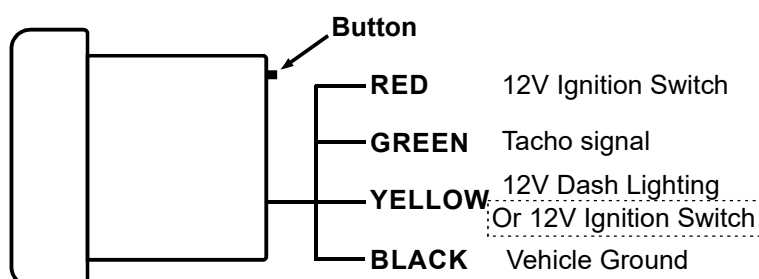 Button
RED 12V Ignition Switch
GREEN Tacho signal
YELLOW 12V Dash Lighting
Or 12V Ignition Switch
BLACK Vehicle Ground